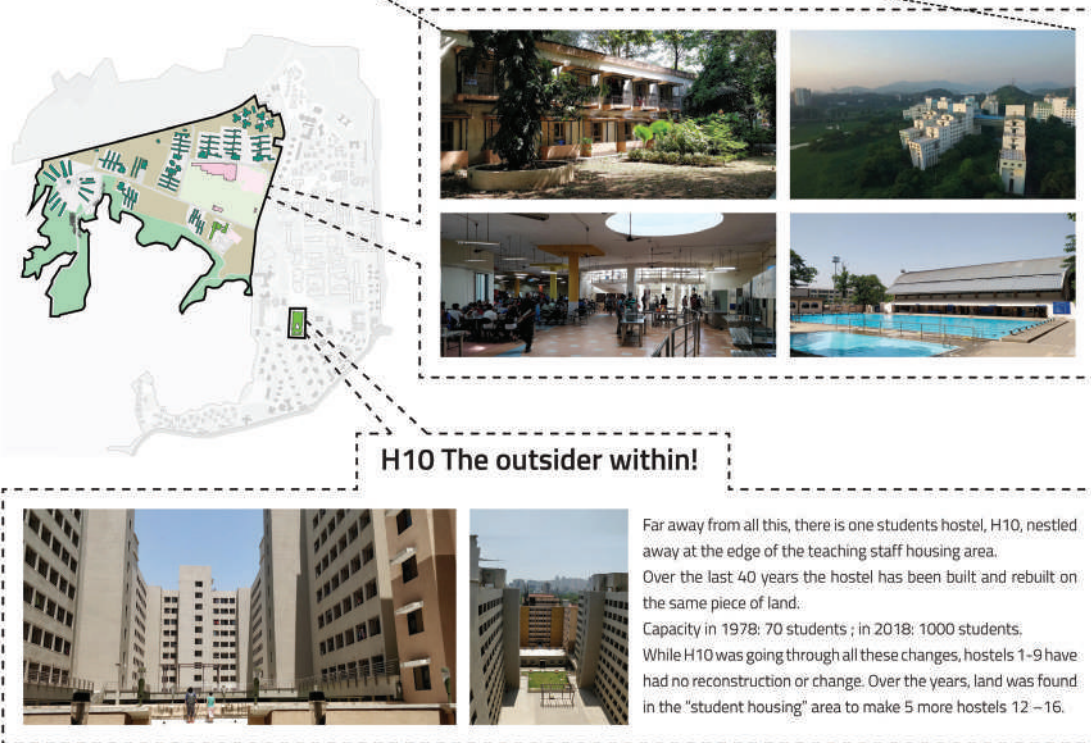 H10 The outsider within!
Far away from all this, there is one students hostel, H10, nestled
away at the edge of the teaching staff housing area.
Over the last 40 years the hostel has been built and rebuilt on
the same piece of land.
Capacity in 1978: 70 students ; in 2018: 1000 students.
While H10 was going through all these changes, hostels 1-9 have
had no reconstruction or change. Over the years, land was found
in the "student housing" area to make 5 more hostels 12 –16.